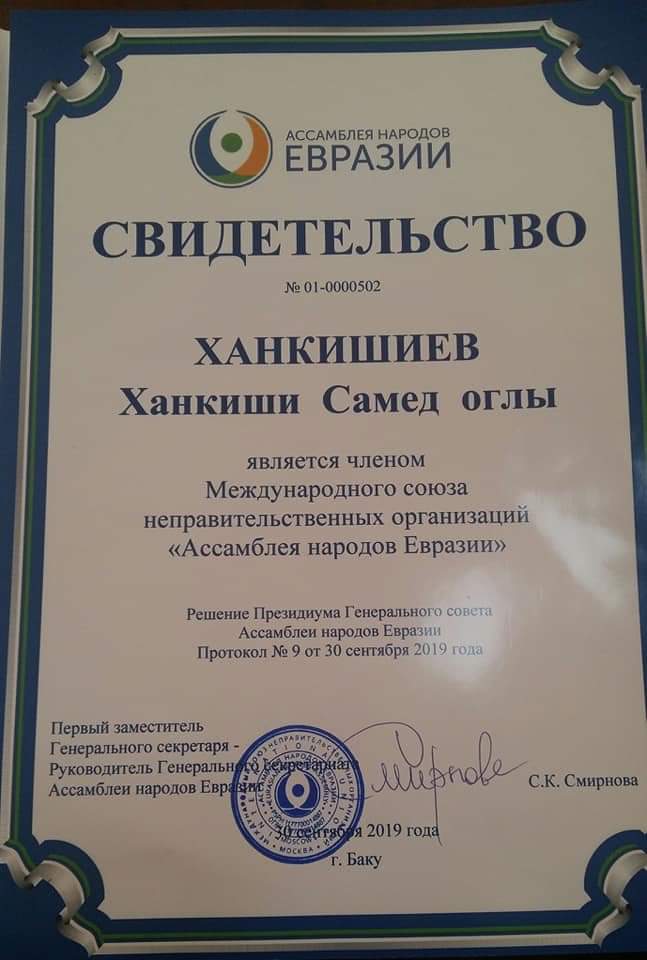 АССАМБЛЕЯ НАРОДОВ
ЕВРАЗИИ
СВИДЕТЕЛЬСТВО
№ 01-0000502
ХАНКИШИЕВ
Ханкиши Самед оглы
является членом
Международного союза
неправительственных организаций
«Ассамблея народов Евразии»
Решение Президиума Генерального совета
Ассамблеи народов Евразии
Протокол № 9 от 30 сентября 2019 года
Первый заместитель
Генерального секретаря -
Руководитель Генерального секретариата
Ассамблеи народов Евразии
С.К. Смирнова
30 сентября 2019 года
г. Баку
МОСКВА
MOSCOW